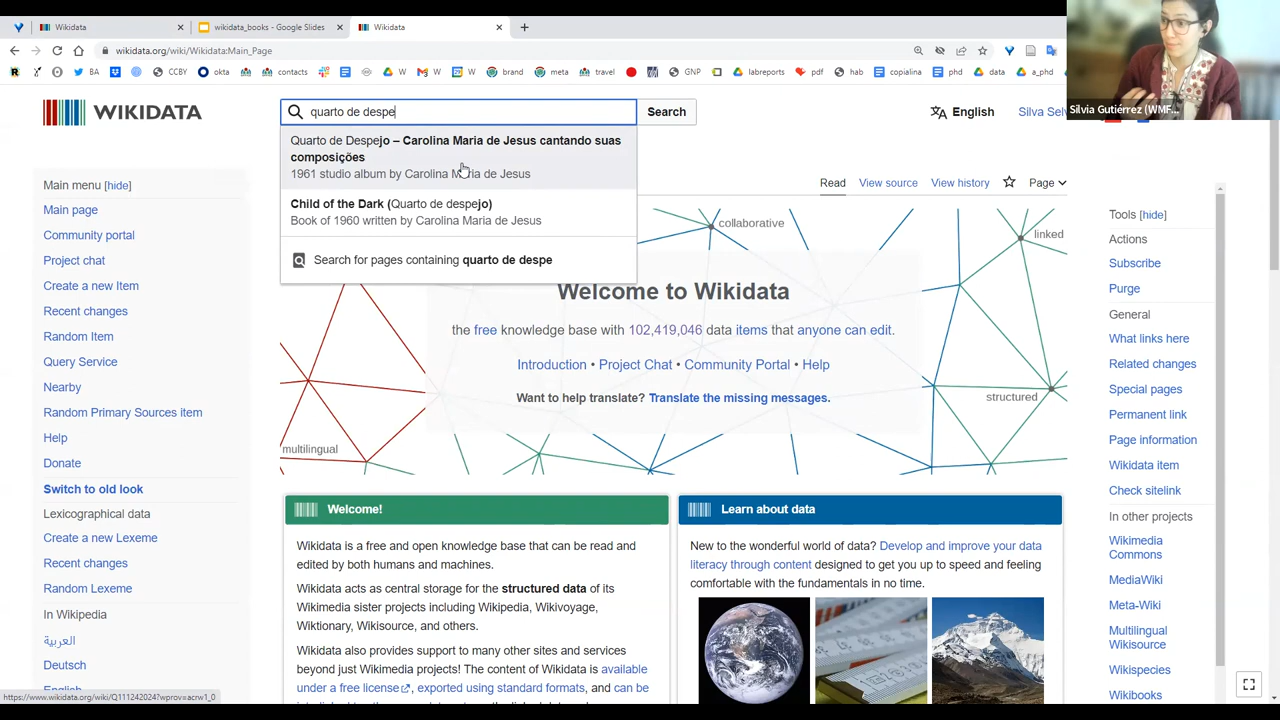 Wikidata
wikidata_books - Google Slides
Wikidata
wikidata.org/wiki/Wikidata:Main_Page
BA
CCBY
okta
contacts
W
W
W
brand
meta
travel
GNP
labreports
pdf
hab
copialina
phd
data
a_phd
Silvia Gutiérrez (WMF...
WIKIDATA
quarto de despe
Search
English
Silva Sel
Quarto de Despejo – Carolina Maria de Jesus cantando suas
composições
1961 studio album by Carolina Maria de Jesus
Child of the Dark (Quarto de despejo)
Book of 1960 written by Carolina Maria de Jesus
Search for pages containing quarto de despe
Read
View source
View history
Page
Main menu [hide]
Main page
Community portal
Project chat
Create a new Item
Recent changes
Random Item
Query Service
Nearby
Random Primary Sources item
Help
Donate
Switch to old look
Lexicographical data
Create a new Lexeme
Recent changes
Random Lexeme
In Wikipedia
العربية
Deutsch
English
collaborative
linked
structured
multilingual
Welcome to Wikidata
the free knowledge base with 102,419,046 data items that anyone can edit.
Introduction • Project Chat • Community Portal • Help
Want to help translate? Translate the missing messages.
Welcome!
Wikidata is a free and open knowledge base that can be read and
edited by both humans and machines.
Wikidata acts as central storage for the structured data of its
Wikimedia sister projects including Wikipedia, Wikivoyage,
Wiktionary, Wikisource, and others.
Wikidata also provides support to many other sites and services
beyond just Wikimedia projects! The content of Wikidata is available
under a free license, exported using standard formats, and can be
Learn about data
New to the wonderful world of data? Develop and improve your data
literacy through content designed to get you up to speed and feeling
comfortable with the fundamentals in no time.
Tools [hide]
Actions
Subscribe
Purge
General
What links here
Related changes
Special pages
Permanent link
Page information
Wikidata item
Check sitelink
In other projects
Wikimedia
Commons
MediaWiki
Meta-Wiki
Multilingual
Wikisource
Wikispecies
Wikibooks
https://www.wikidata.org/wiki/Q111242024?wprov=acrw1_0